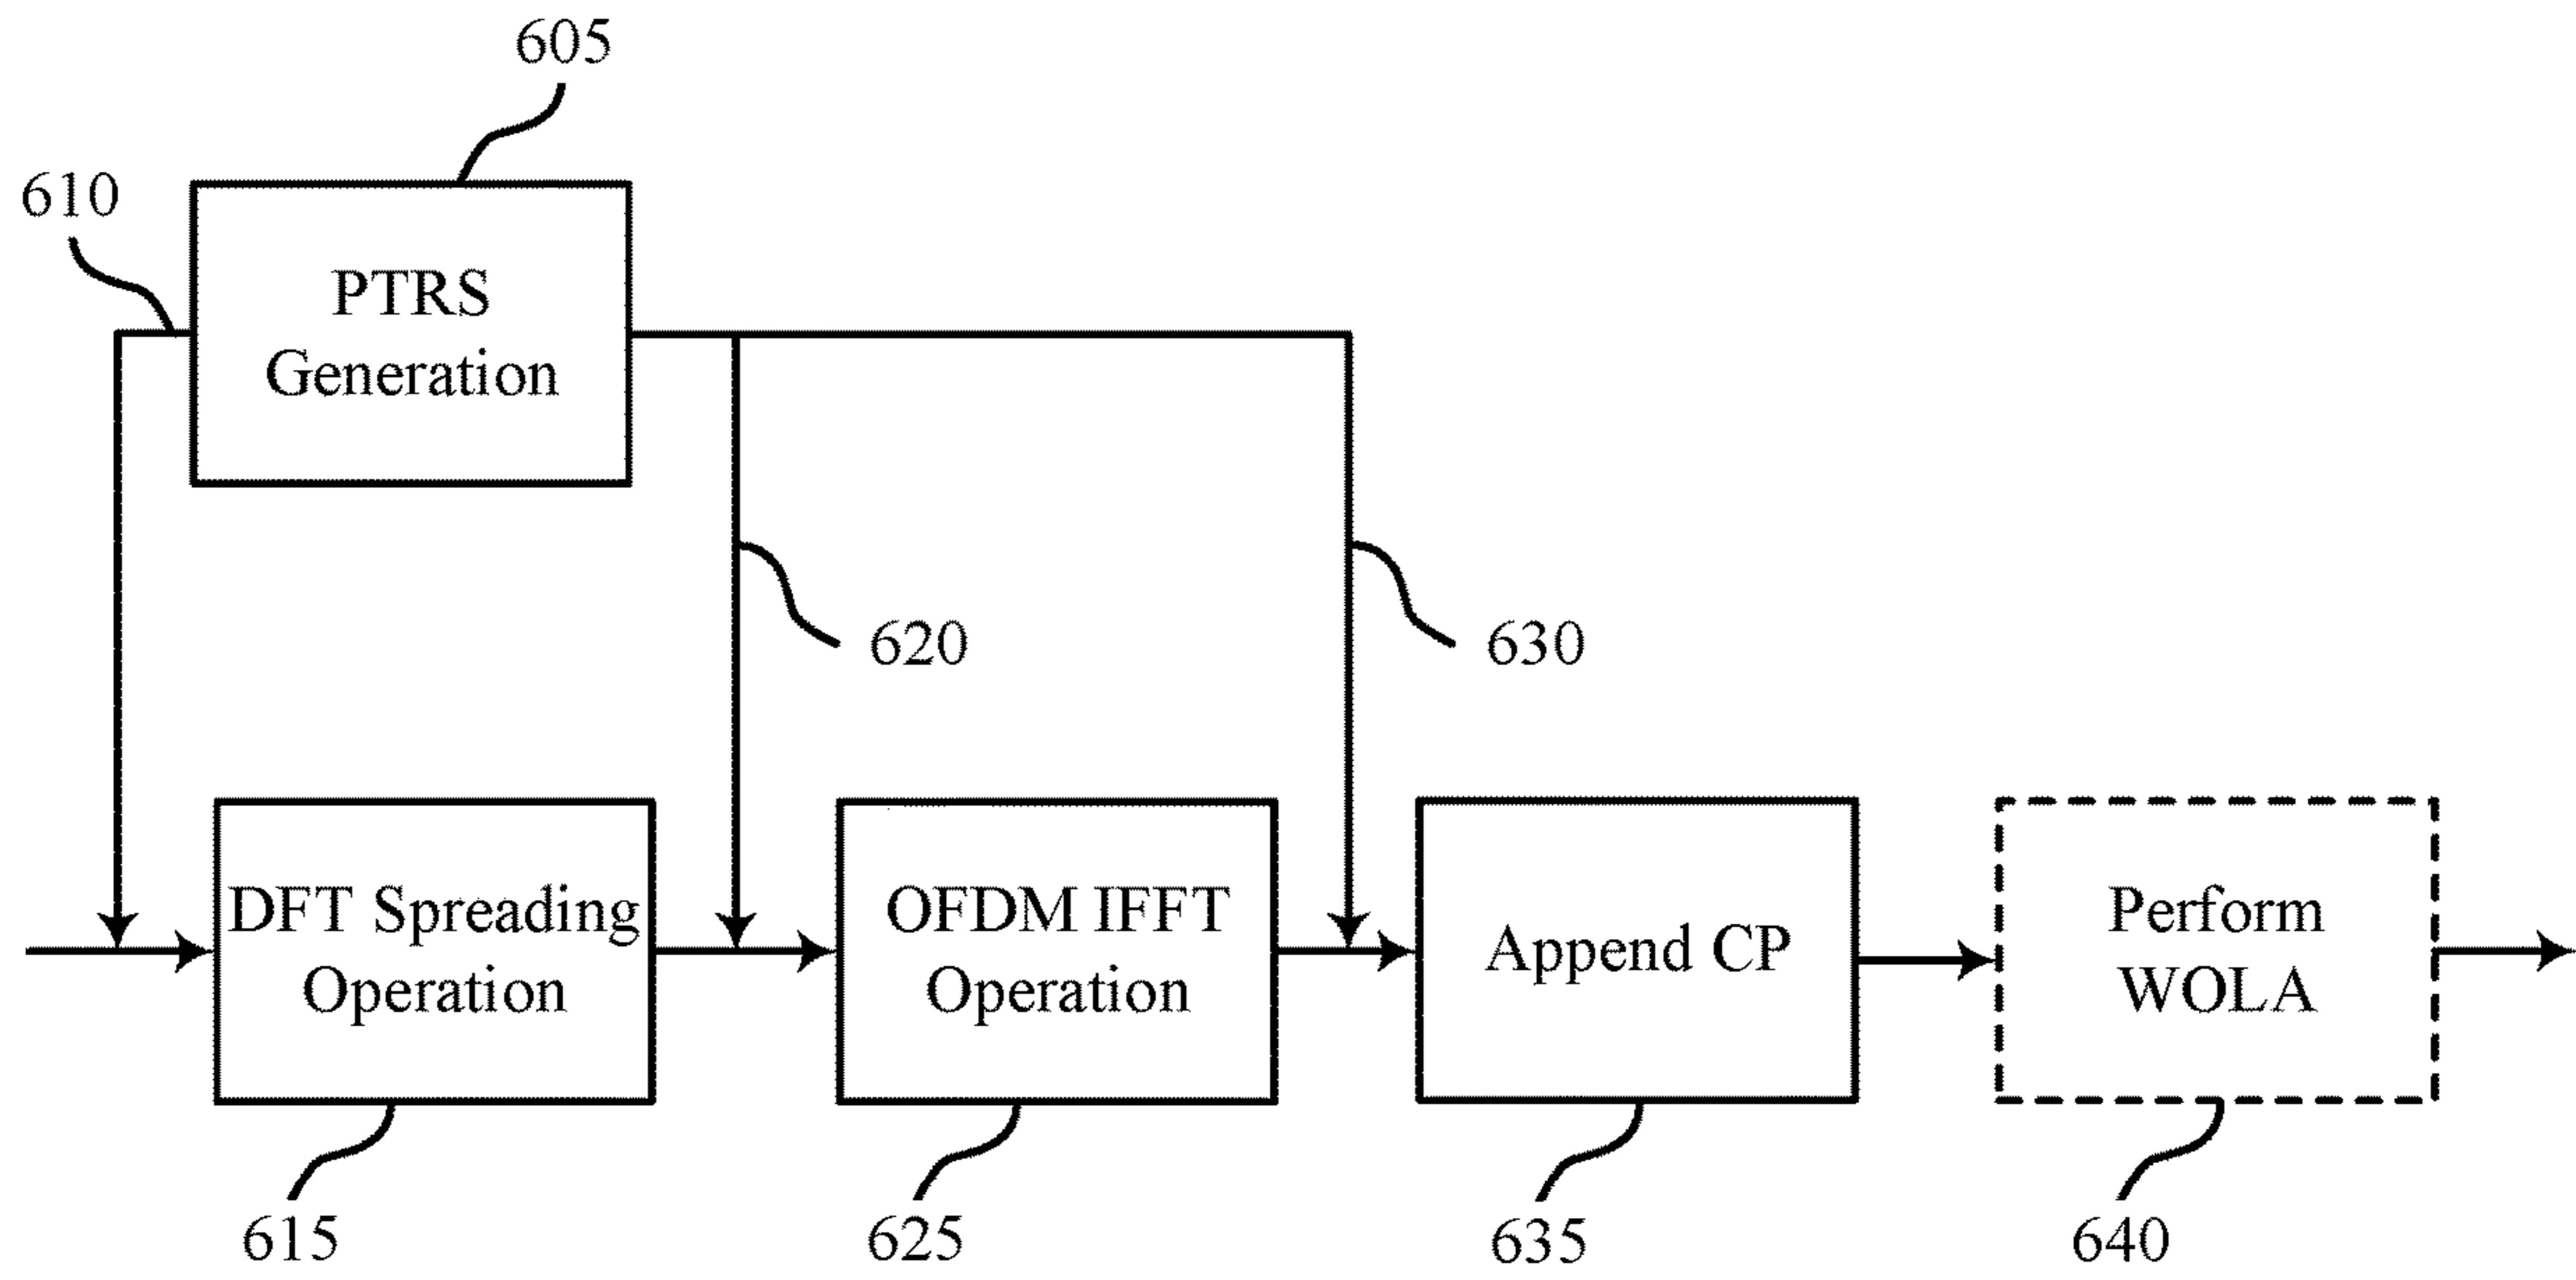 605
610
PTRS
Generation
620
630
DFT Spreading
Operation
OFDM IFFT
Operation
Append CP
Perform
WOLA
615
625
635
640